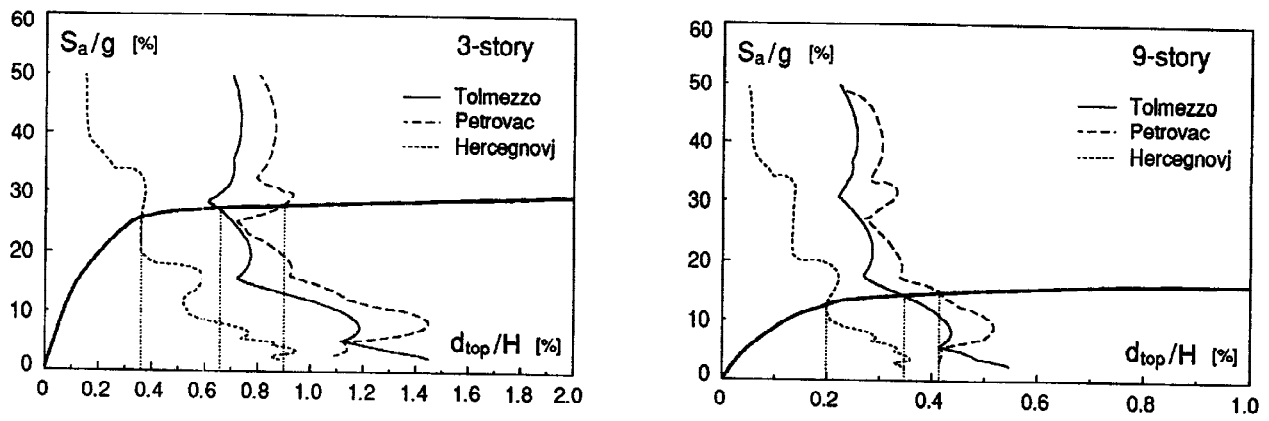 60
Sa/g [%]
3-story
50
Tolmezzo
40
Petrovac
Hercegnovj
30
20
10
dtop/H [%]
0
0 0.4 0.6 0.8 1.0 1.2 1.4 1.6 1.8 2.0
60
Sa/g [%]
9-story
50
Tolmezzo
40
Petrovac
Hercegnovj
30
20
10
dtop/H [%]
0
0 0.2 0.4 0.6 0.8 1.0